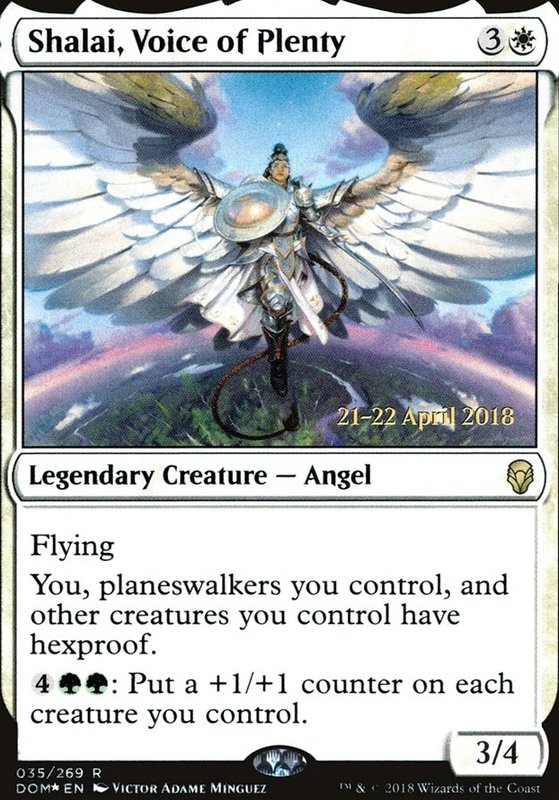 Shalai, Voice of Plenty 3
21–22 April 2018
Legendary Creature — Angel
Flying
You, planeswalkers you control, and
other creatures you control have
hexproof.
4: Put a +1/+1 counter on each
creature you control.
3/4
035/269 R
DOM★EN Victor Adame Minguez
™ & © 2018 Wizards of the Coast